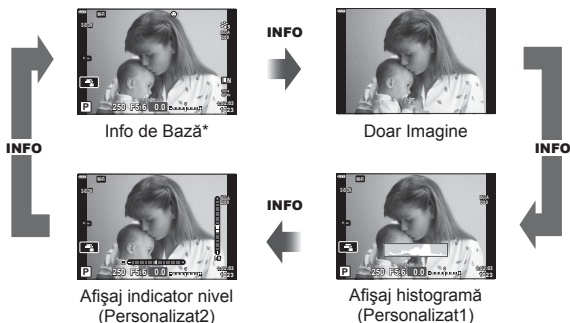 INFO
Info de Bază*
Doar Imagine
INFO
INFO
P 250 F5.6 0.0
INFO
P 250 F5.6 0.0
P 250 F5.6 0.0
Afişaj indicator nivel
(Personalizat2)
Afişaj histogramă
(Personalizat1)